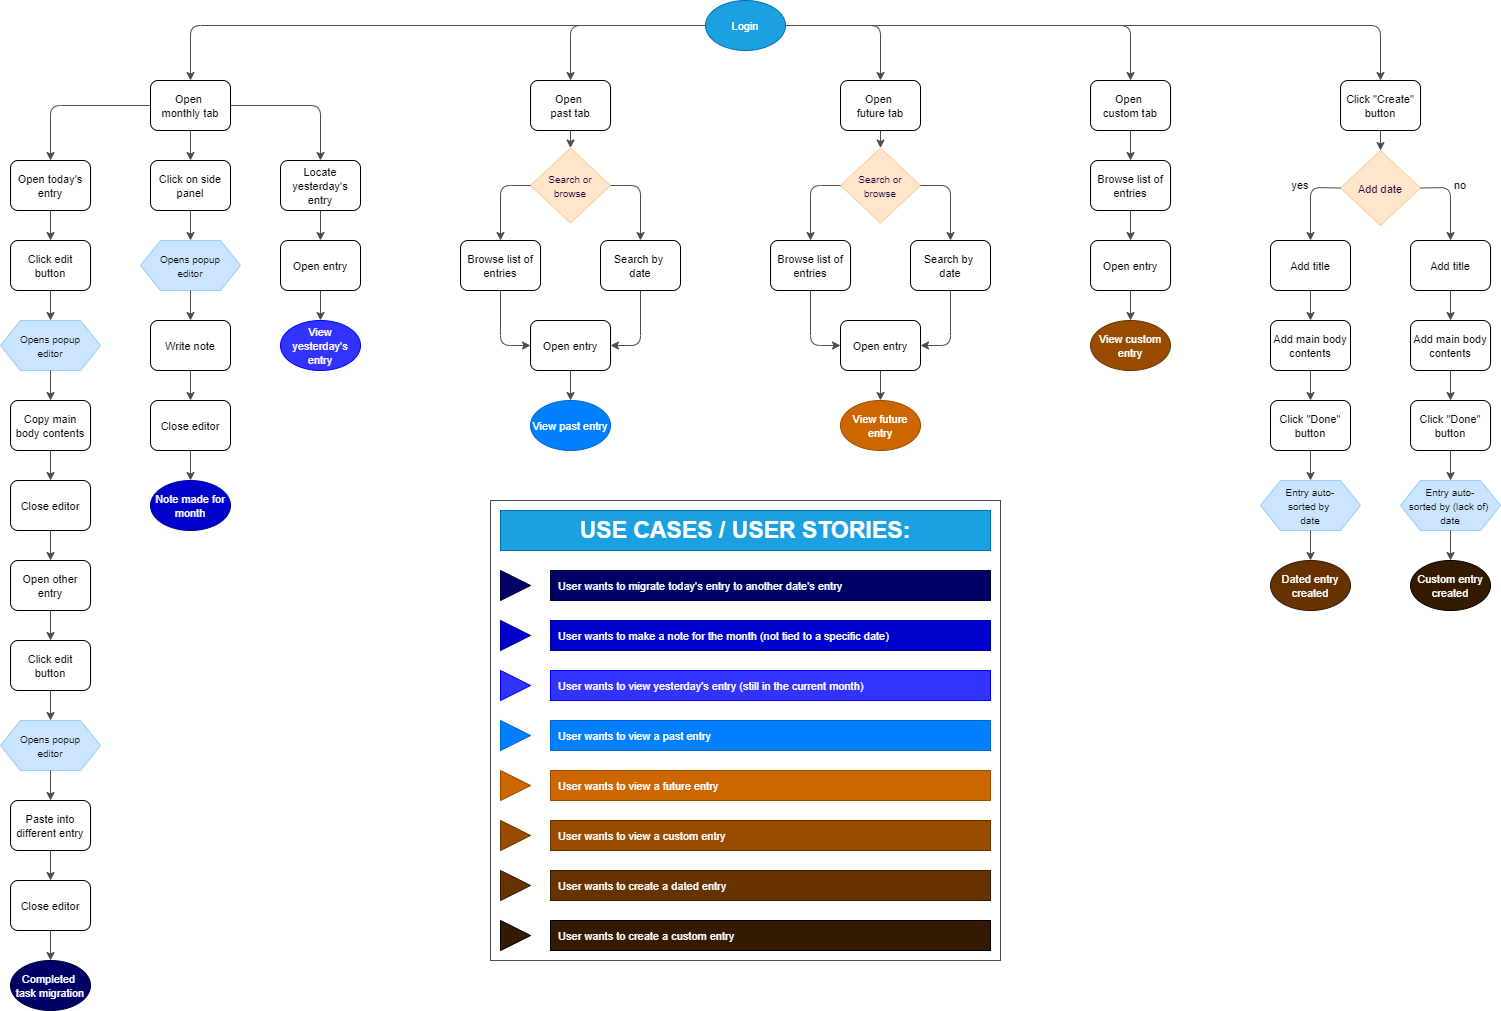 Login
Open
monthly tab
Open
past tab
Open
future tab
Open
custom tab
Click "Create"
button
Open today's
entry
Click on side
panel
Locate
yesterday's
entry
Search or
browse
Search or
browse
Browse list of
entries
yes
Add date
no
Click edit
button
Opens popup
editor
Open entry
Browse list of
entries
Search by
date
Browse list of
entries
Search by
date
Open entry
Add title
Add title
Opens popup
editor
Write note
View
yesterday's
entry
Open entry
Open entry
View custom
entry
Add main body
contents
Add main body
contents
Copy main
body contents
Close editor
View past entry
View future
entry
Click "Done"
button
Click "Done"
button
Close editor
Note made for
month
Entry auto-
sorted by
date
Entry auto-
sorted by (lack of)
date
Open other
entry
Dated entry
created
Custom entry
created
Click edit
button
Opens popup
editor
Paste into
different entry
Close editor
Completed
task migration
USE CASES / USER STORIES:
User wants to migrate today's entry to another date's entry
User wants to make a note for the month (not tied to a specific date)
User wants to view yesterday's entry (still in the current month)
User wants to view a past entry
User wants to view a future entry
User wants to view a custom entry
User wants to create a dated entry
User wants to create a custom entry